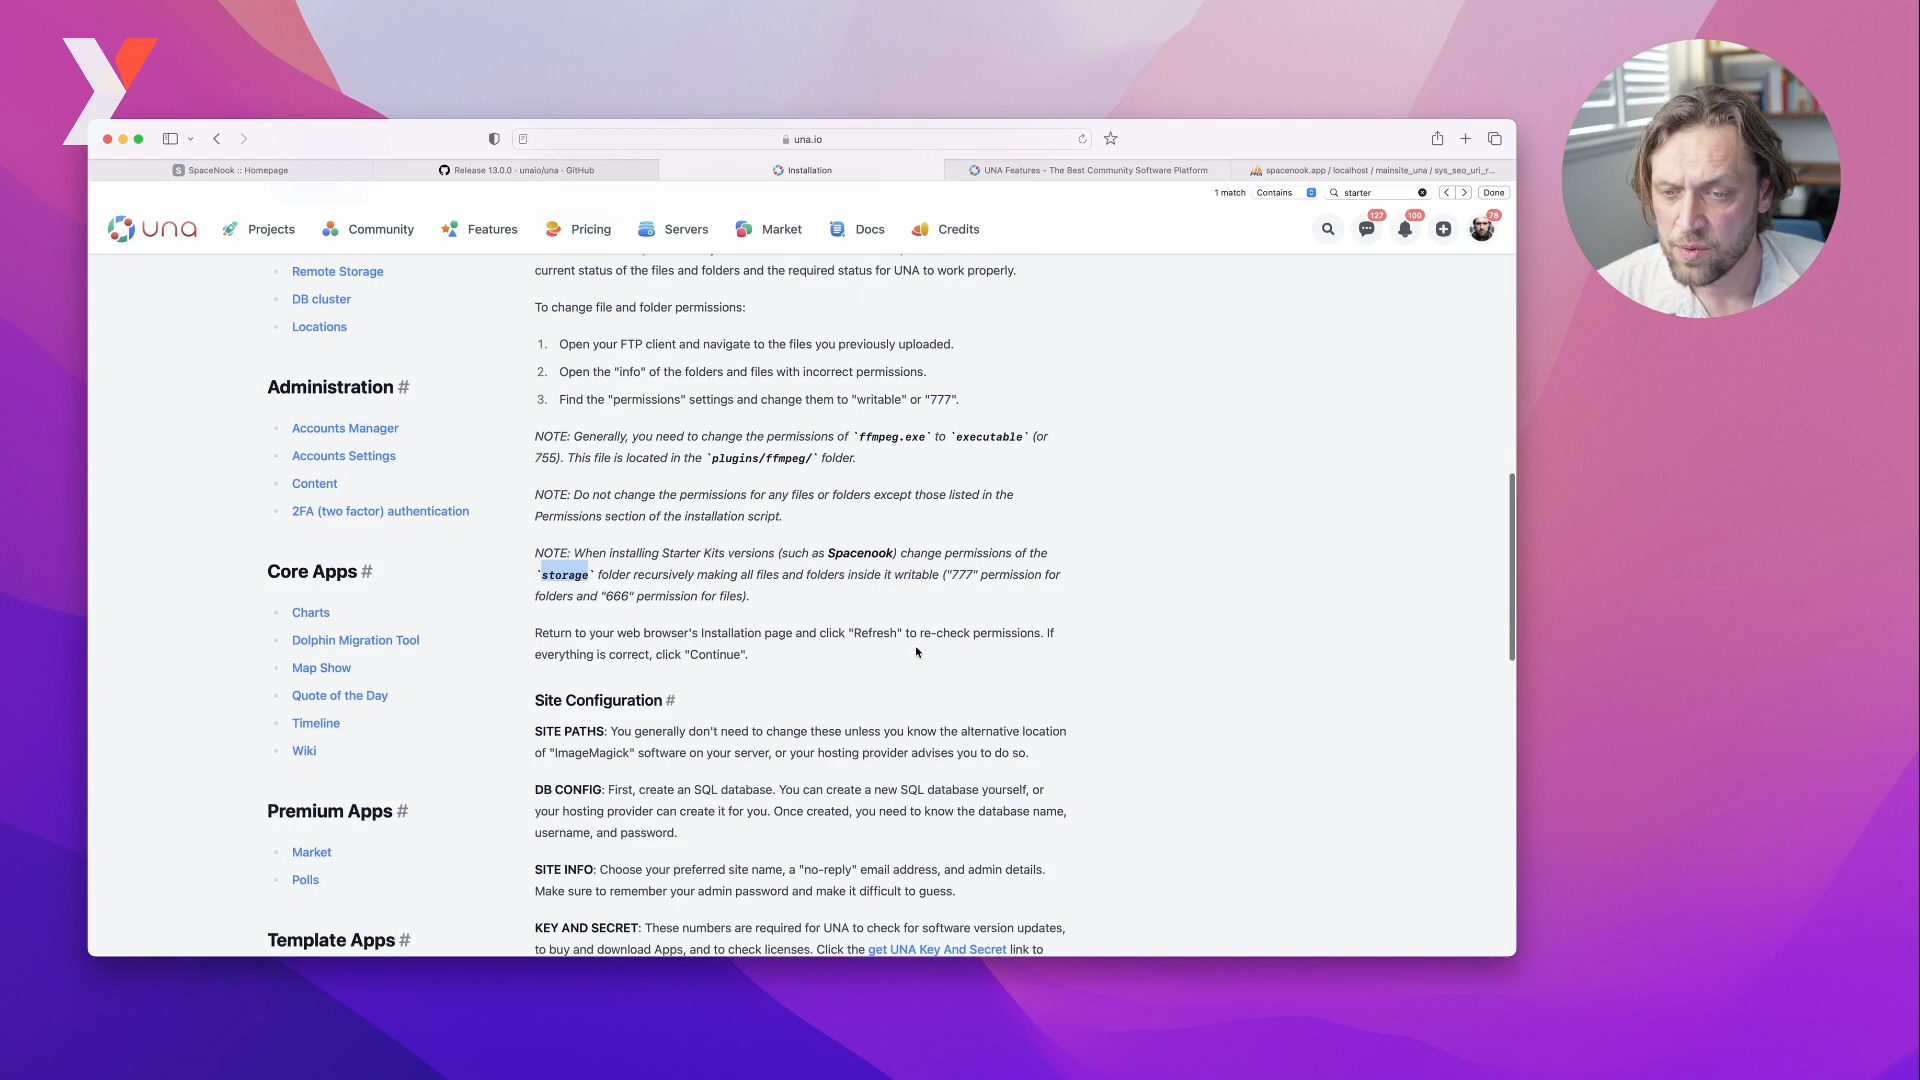 una.io
SpaceNook :: Homepage
Release 13.0.0 · unaio/una · GitHub
Installation
UNA Features – The Best Community Software Platform
spacenook.app / localhost / mainsite_una / sys_seo_uri_r...
1 match
Contains
starter
Done
una
Projects
Community
Features
Pricing
Servers
Market
Docs
Credits
127
100
78
Remote Storage
DB cluster
Locations
Administration #
Accounts Manager
Accounts Settings
Content
2FA (two factor) authentication
Core Apps #
Charts
Dolphin Migration Tool
Map Show
Quote of the Day
Timeline
Wiki
Premium Apps #
Market
Polls
Template Apps #
current status of the files and folders and the required status for UNA to work properly.
To change file and folder permissions:
1. Open your FTP client and navigate to the files you previously uploaded.
2. Open the "info" of the folders and files with incorrect permissions.
3. Find the "permissions" settings and change them to "writable" or "777".
NOTE: Generally, you need to change the permissions of `ffmpeg.exe` to `executable` (or
755). This file is located in the `plugins/ffmpeg/` folder.
NOTE: Do not change the permissions for any files or folders except those listed in the
Permissions section of the installation script.
NOTE: When installing Starter Kits versions (such as Spacenook) change permissions of the
`storage` folder recursively making all files and folders inside it writable ("777" permission for
folders and "666" permission for files).
Return to your web browser's Installation page and click "Refresh" to re-check permissions. If
everything is correct, click "Continue".
Site Configuration #
SITE PATHS: You generally don't need to change these unless you know the alternative location
of "ImageMagick" software on your server, or your hosting provider advises you to do so.
DB CONFIG: First, create an SQL database. You can create a new SQL database yourself, or
your hosting provider can create it for you. Once created, you need to know the database name,
username, and password.
SITE INFO: Choose your preferred site name, a "no-reply" email address, and admin details.
Make sure to remember your admin password and make it difficult to guess.
KEY AND SECRET: These numbers are required for UNA to check for software version updates,
to buy and download Apps, and to check licenses. Click the get UNA Key And Secret link to